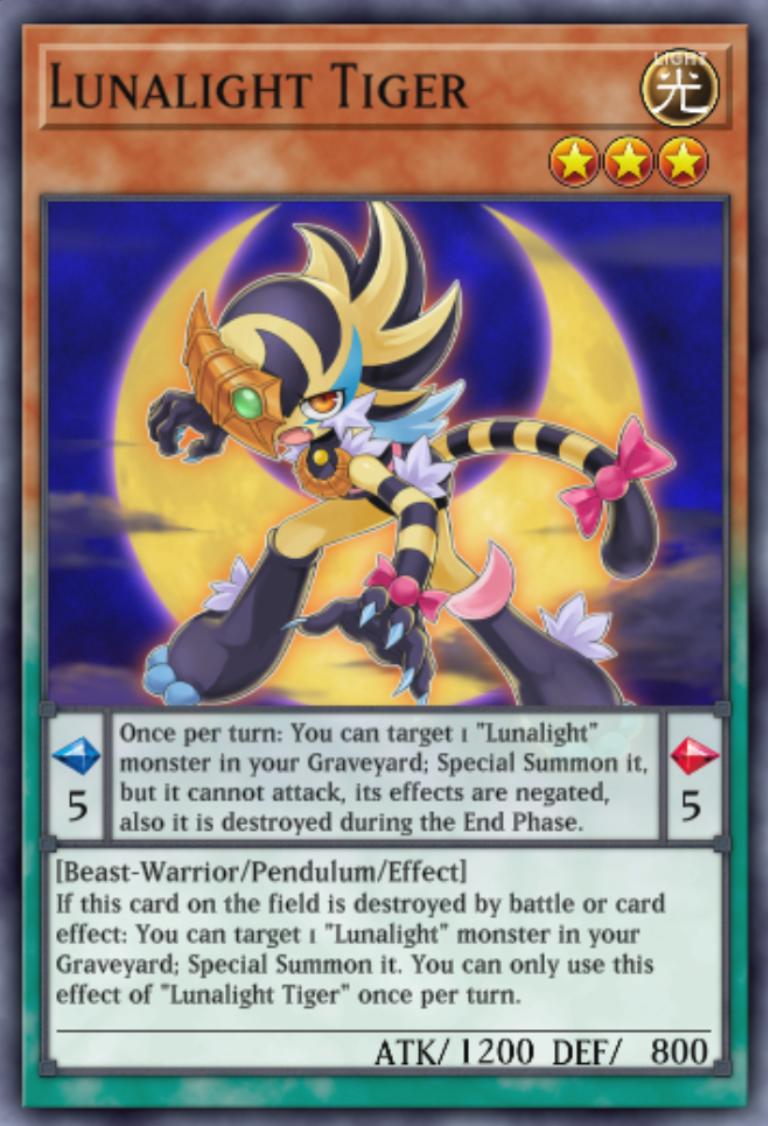 Lunalight Tiger
LIGHT
光
Once per turn: You can target 1 "Lunalight"
monster in your Graveyard; Special Summon it,
but it cannot attack, its effects are negated,
also it is destroyed during the End Phase.
5
5
[Beast-Warrior/Pendulum/Effect]
If this card on the field is destroyed by battle or card
effect: You can target 1 "Lunalight" monster in your
Graveyard; Special Summon it. You can only use this
effect of "Lunalight Tiger" once per turn.
ATK/ 1200 DEF/ 800